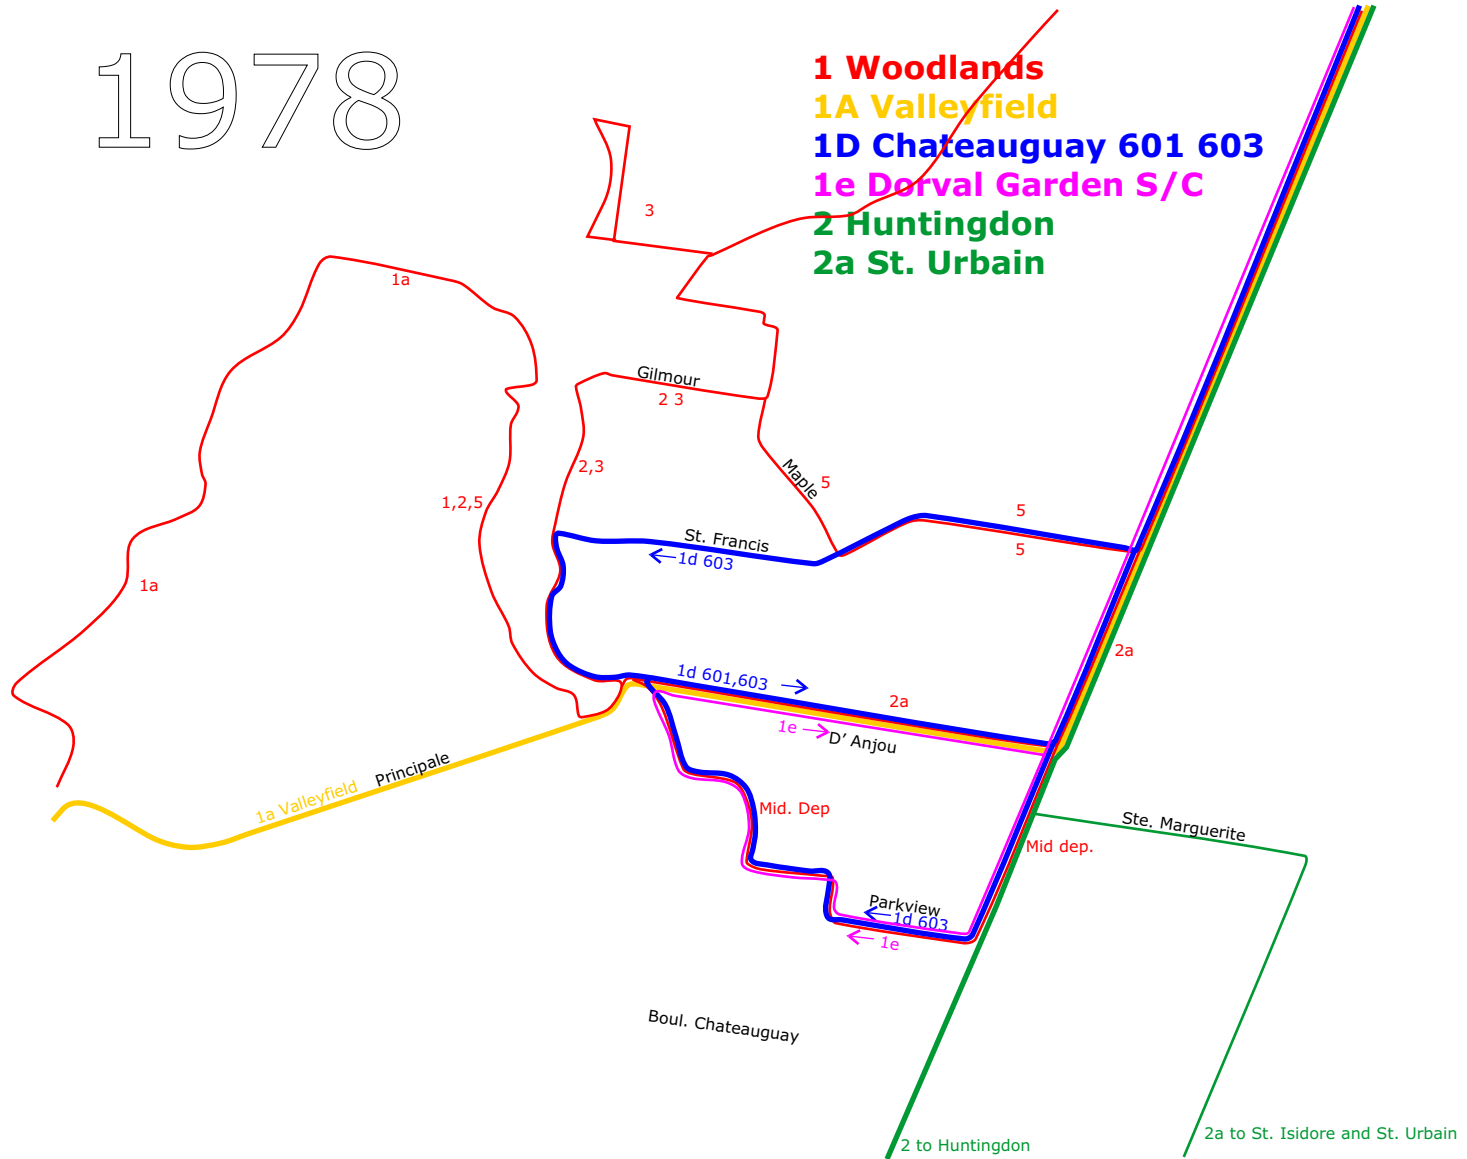 1978
1 Woodlands
1A Valleyfield
1D Chateauguay 601 603
1e Dorval Garden S/C
2 Huntingdon
2a St. Urbain
3
1a
Gilmour
2 3
2,3
Maple
5
1,2,5
5
5
St. Francis
1d 603
1a
2a
1d 601,603
2a
1e
D' Anjou
Principale
1a Valleyfield
Mid. Dep
Ste. Marguerite
Mid dep.
Parkview
1d 603
1e
Boul. Chateauguay
2 to Huntingdon
2a to St. Isidore and St. Urbain